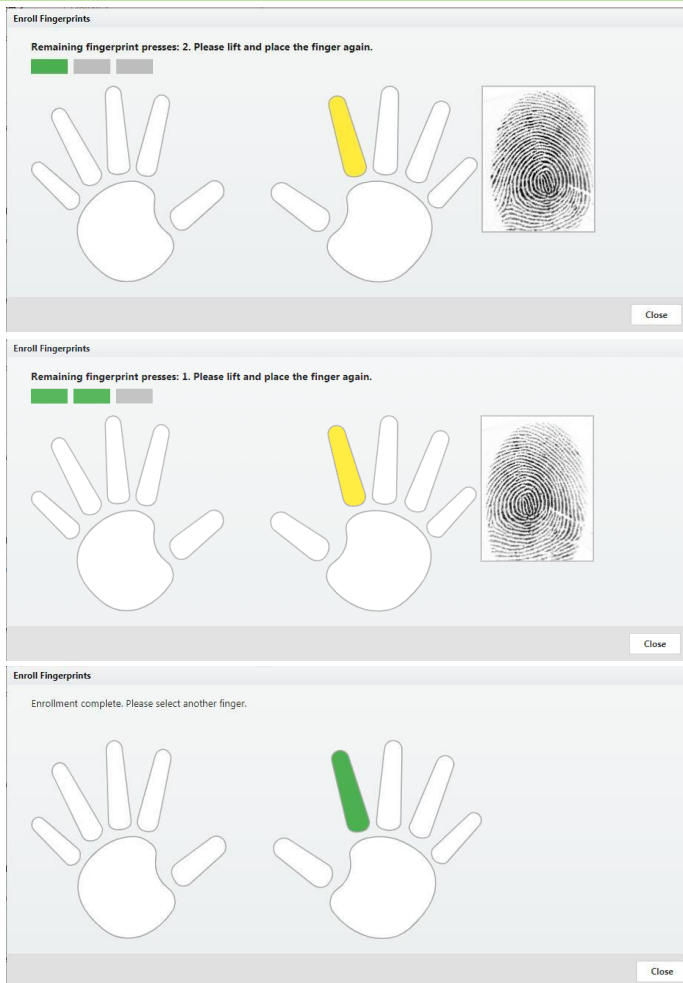 Enroll Fingerprints
Remaining fingerprint presses: 2. Please lift and place the finger again.
Close
Enroll Fingerprints
Remaining fingerprint presses: 1. Please lift and place the finger again.
Close
Enroll Fingerprints
Enrollment complete. Please select another finger.
Close